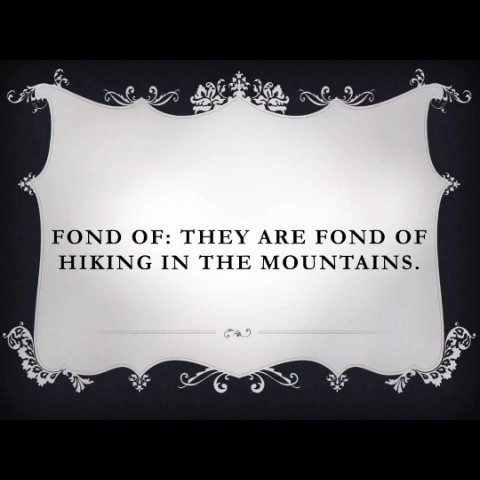 FOND OF: THEY ARE FOND OF
HIKING IN THE MOUNTAINS.